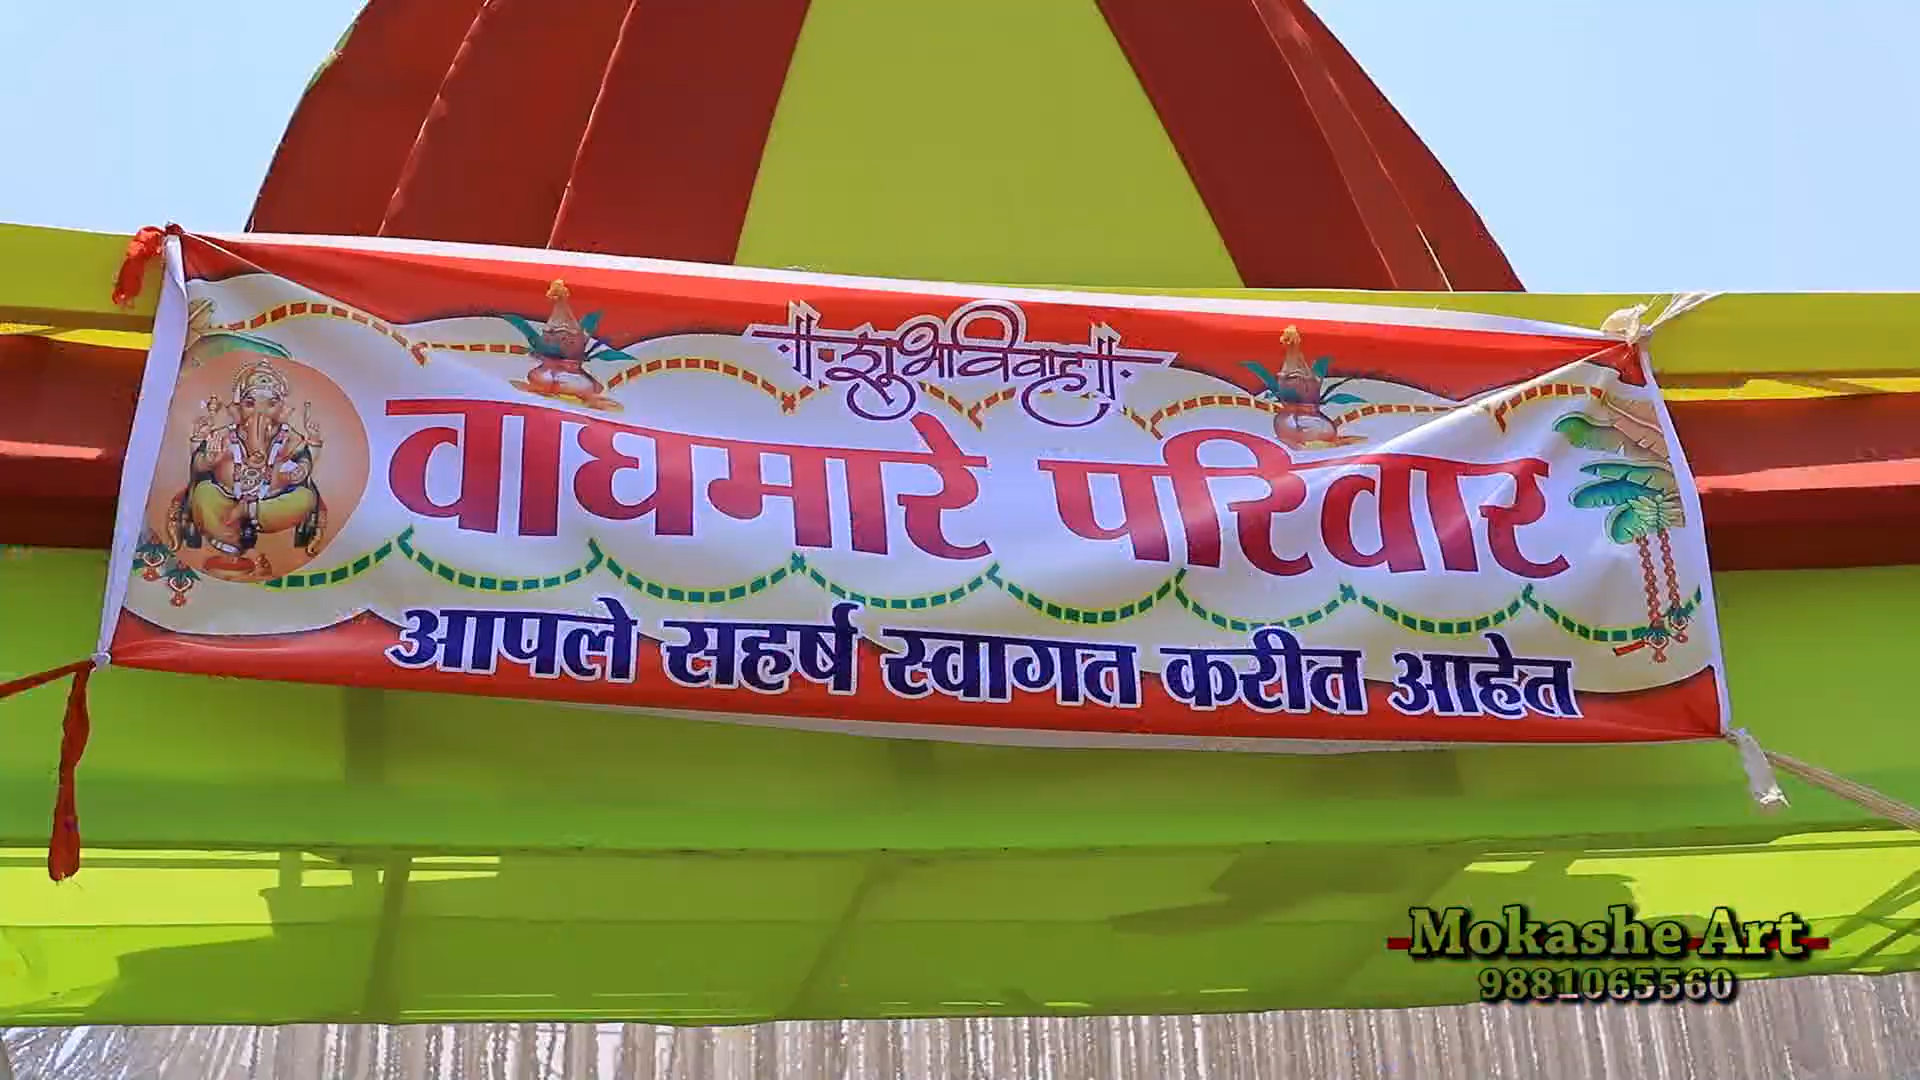 ॥ शुभविवाह ॥
वाघमारे परिवार
आपले सहर्ष स्वागत करीत आहेत
Mokashe Art
9881065560